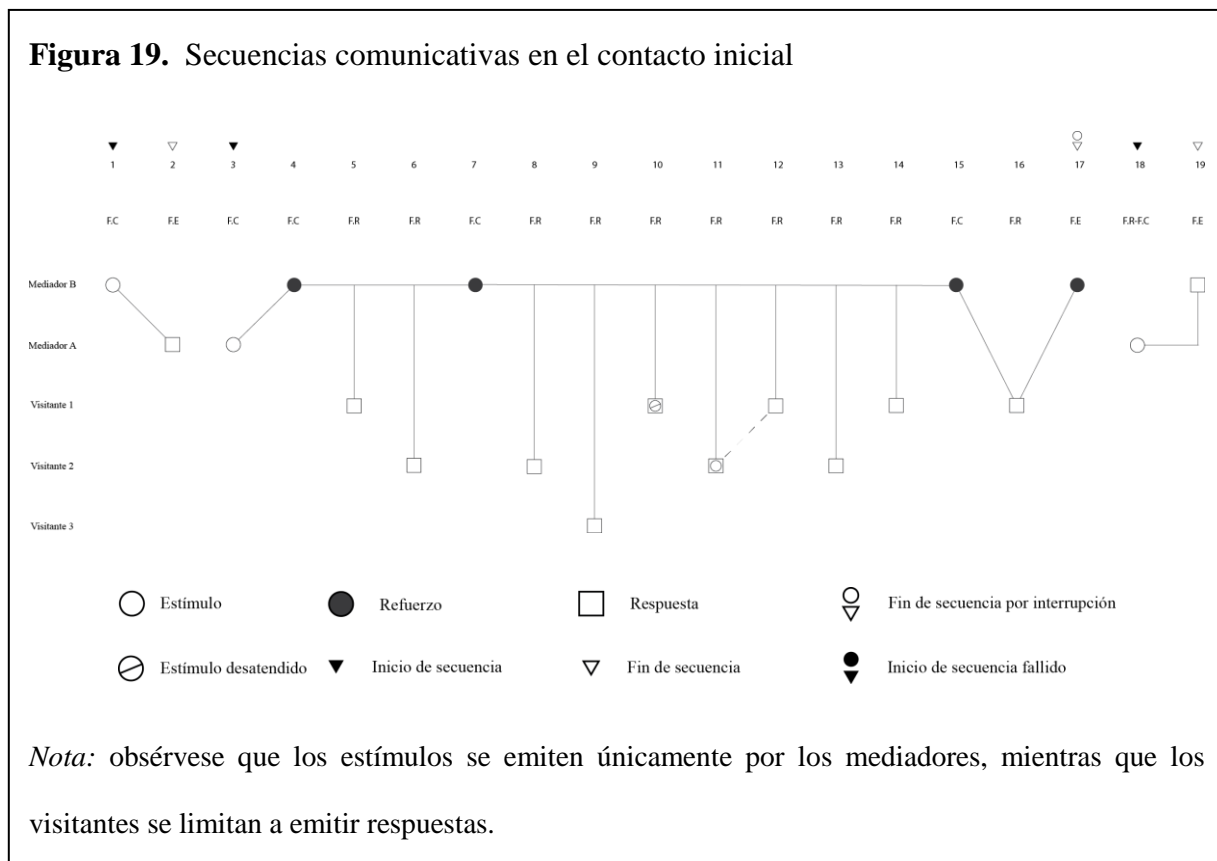 Figura 19. Secuencias comunicativas en el contacto inicial
1 2 3 4 5 6 7 8 9 10 11 12 13 14 15 16 17 18 19
F.C F.E F.C F.C F.R F.R F.C F.R F.R F.R F.R F.R F.R F.R F.C F.R F.E F.R-F.C F.E
Mediador B
Mediador A
Visitante 1
Visitante 2
Visitante 3
Estímulo Refuerzo Respuesta Fin de secuencia por interrupción
Estímulo desatendido Inicio de secuencia Fin de secuencia Inicio de secuencia fallido
Nota: obsérvese que los estímulos se emiten únicamente por los mediadores, mientras que los
visitantes se limitan a emitir respuestas.